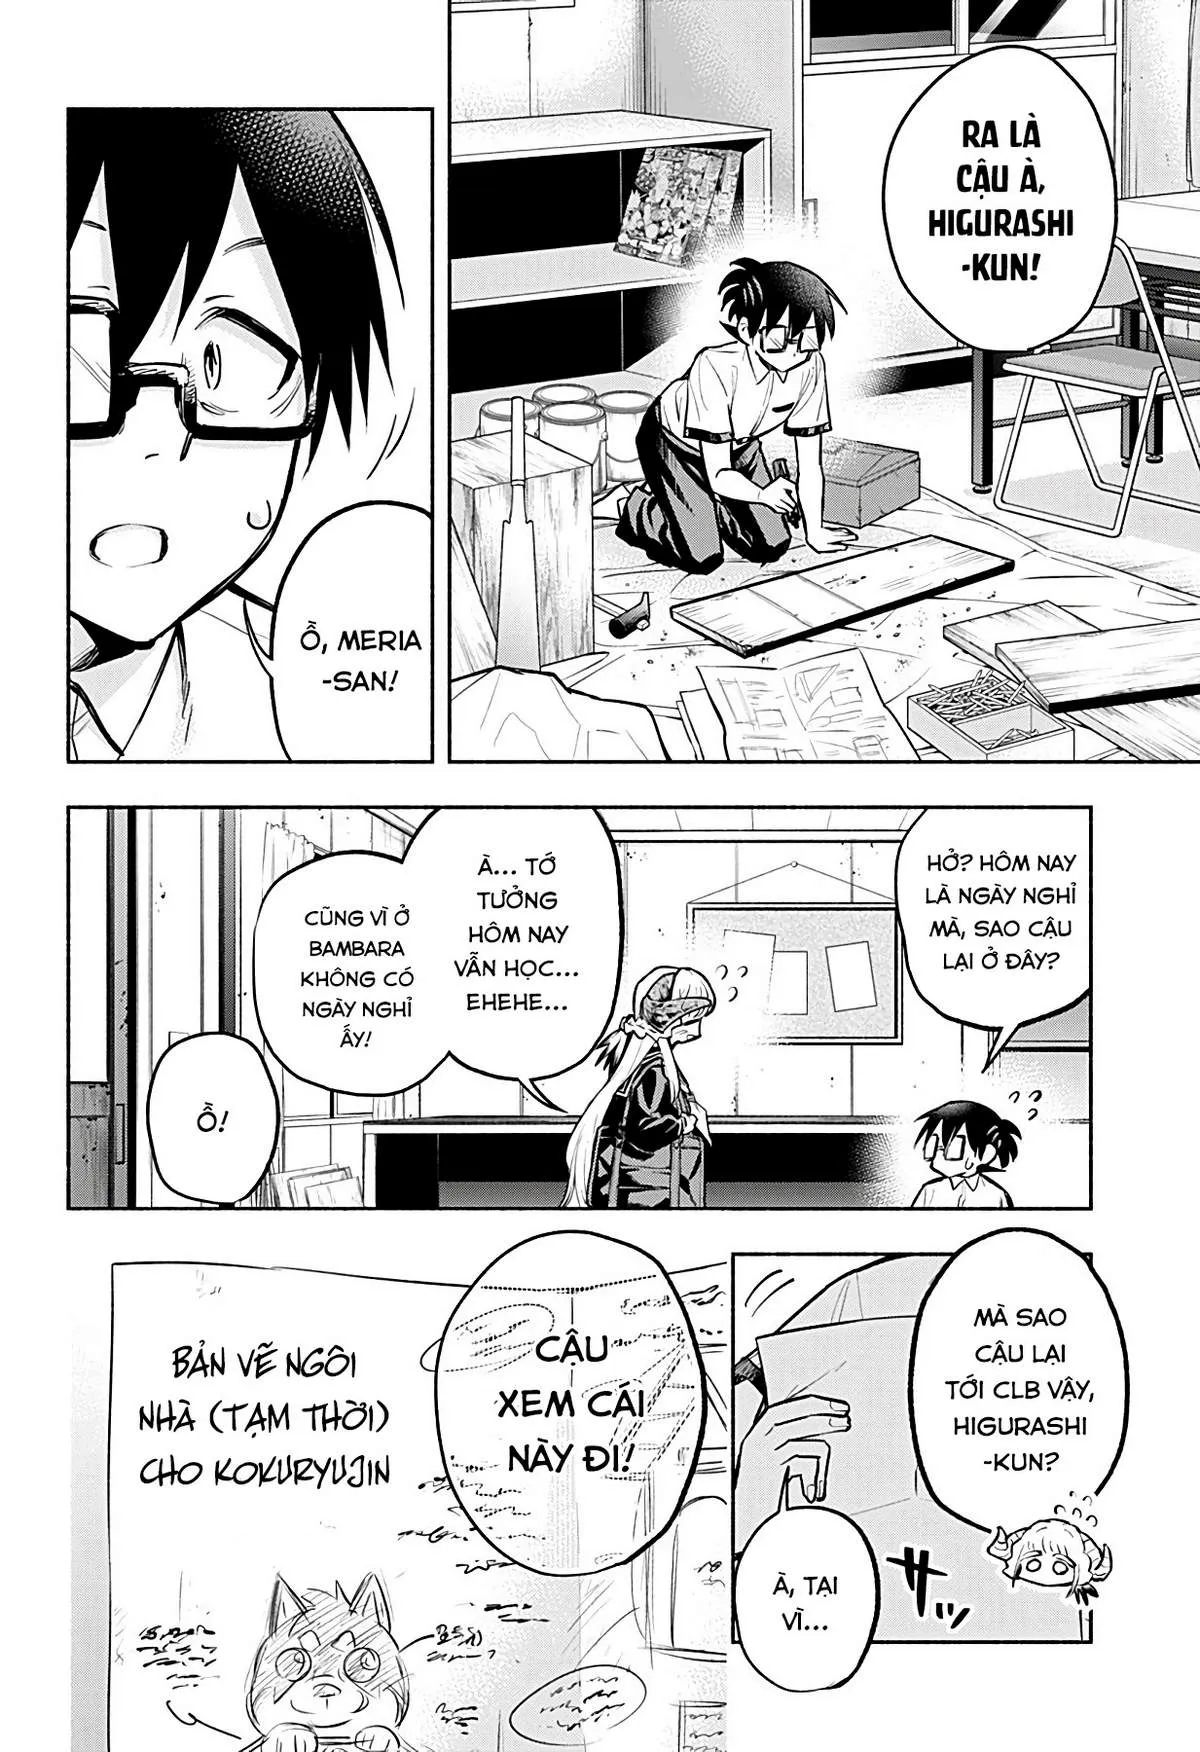 RA LÀ
CẬU À,
HIGURASHI
-KUN!
Ồ, MERIA
-SAN!
HỞ? HÔM NAY
LÀ NGÀY NGHỈ
MÀ, SAO CẬU
LẠI Ở ĐÂY?
À... TỚ
TƯỞNG
HÔM NAY
VẪN HỌC...
EHEHE...
CŨNG VÌ Ở
BAMBARA
KHÔNG CÓ
NGÀY NGHỈ
ẤY!
Ồ!
MÀ SAO
CẬU LẠI
TỚI CLB VẬY,
HIGURASHI
-KUN?
À, TẠI
VÌ...
ガサッ
CẬU
XEM CÁI
NÀY ĐI!
BẢN VẼ NGÔI
NHÀ (TẠM THỜI)
CHO KOKURYUJIN